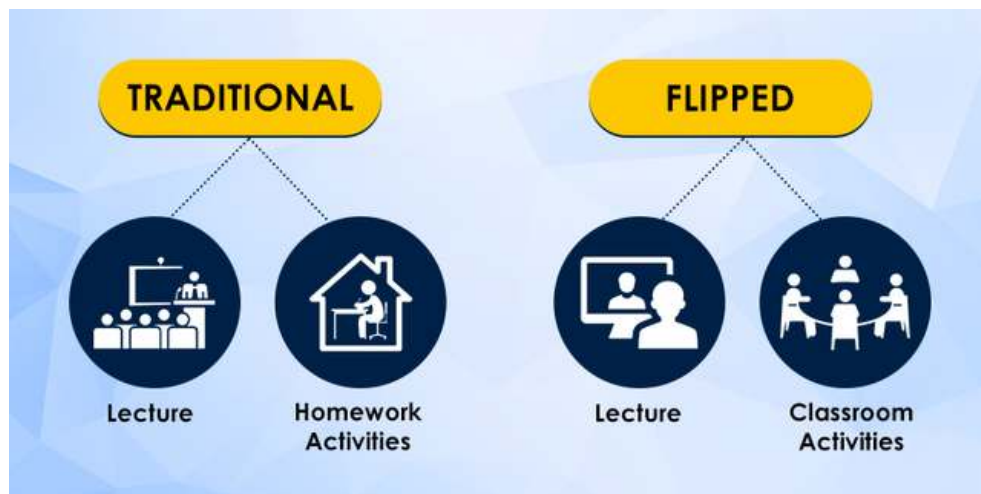 TRADITIONAL
FLIPPED
Lecture
Homework
Activities
Lecture
Classroom
Activities